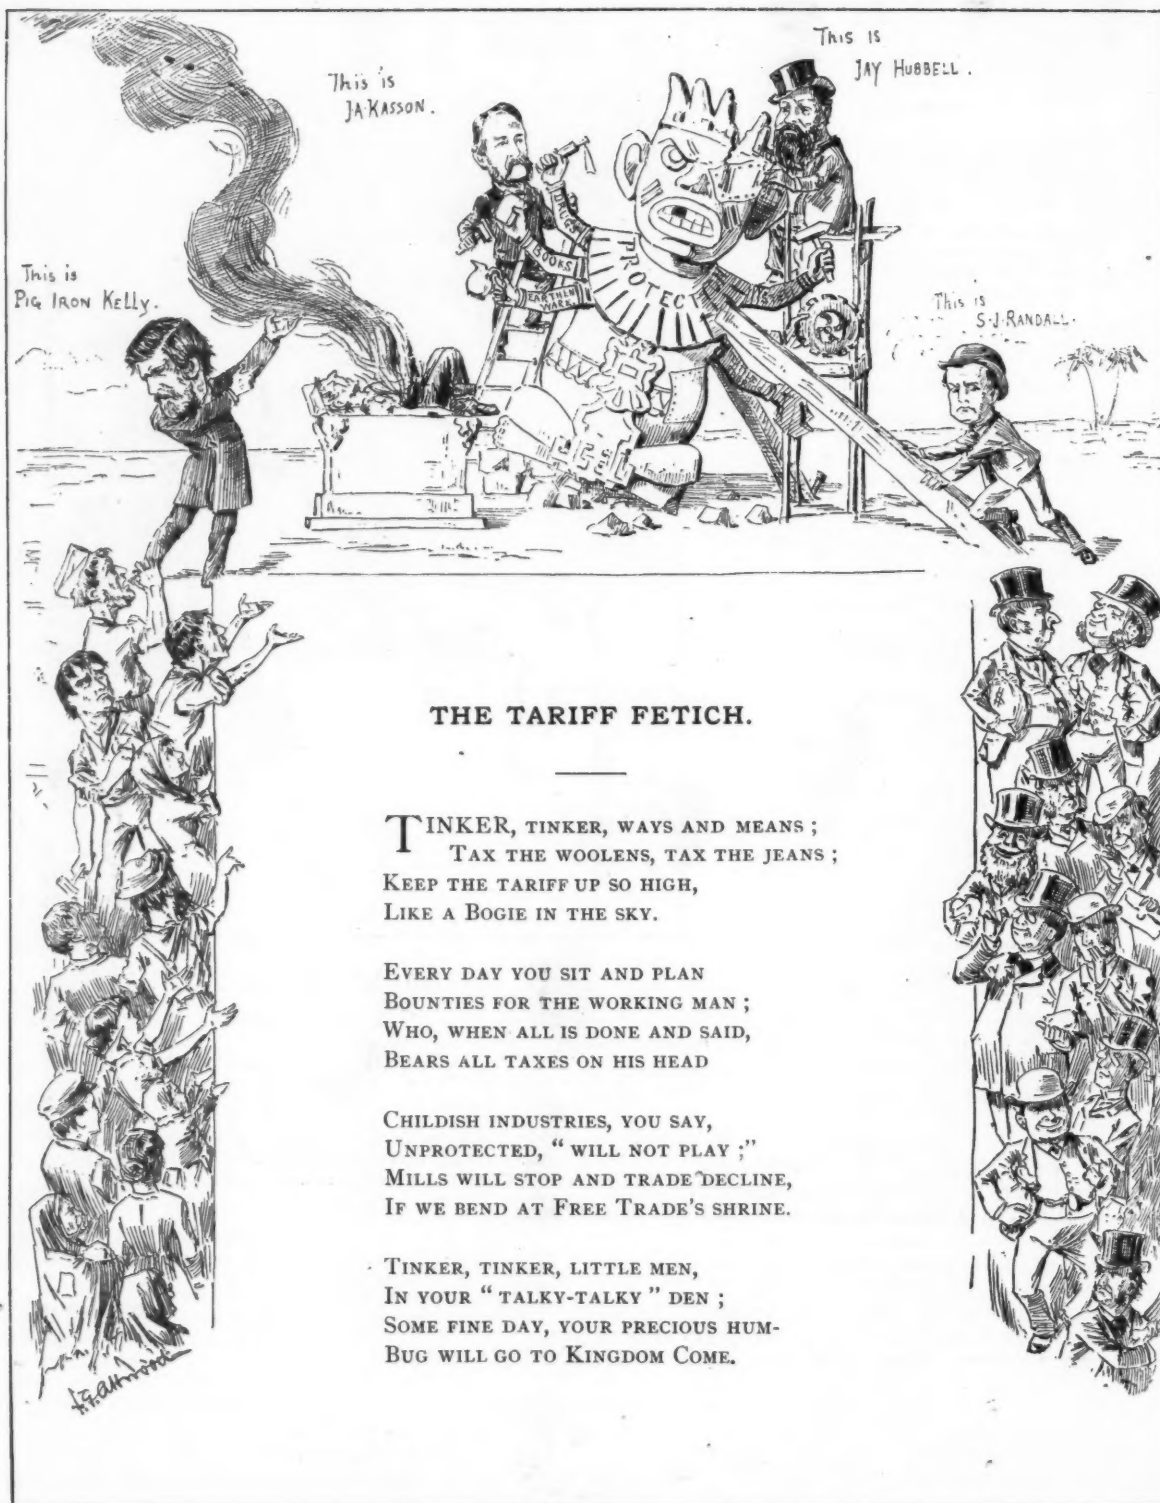 This is
JAY HUBBELL.
This is
J.A. KASSON.
DRUGS
BOOKS
EARTHEN
WARE
PROTECT
This is
PIG IRON KELLY.
This is
S.J. RANDALL.
THE TARIFF FETICH.
TINKER, TINKER, WAYS AND MEANS ;
TAX THE WOOLENS, TAX THE JEANS ;
KEEP THE TARIFF UP SO HIGH,
LIKE A BOGIE IN THE SKY.
EVERY DAY YOU SIT AND PLAN
BOUNTIES FOR THE WORKING MAN ;
WHO, WHEN ALL IS DONE AND SAID,
BEARS ALL TAXES ON HIS HEAD
CHILDISH INDUSTRIES, YOU SAY,
UNPROTECTED, " WILL NOT PLAY ;"
MILLS WILL STOP AND TRADE DECLINE,
IF WE BEND AT FREE TRADE'S SHRINE.
TINKER, TINKER, LITTLE MEN,
IN YOUR " TALKY-TALKY " DEN ;
SOME FINE DAY, YOUR PRECIOUS HUM-
BUG WILL GO TO KINGDOM COME.
F.G. Attwood